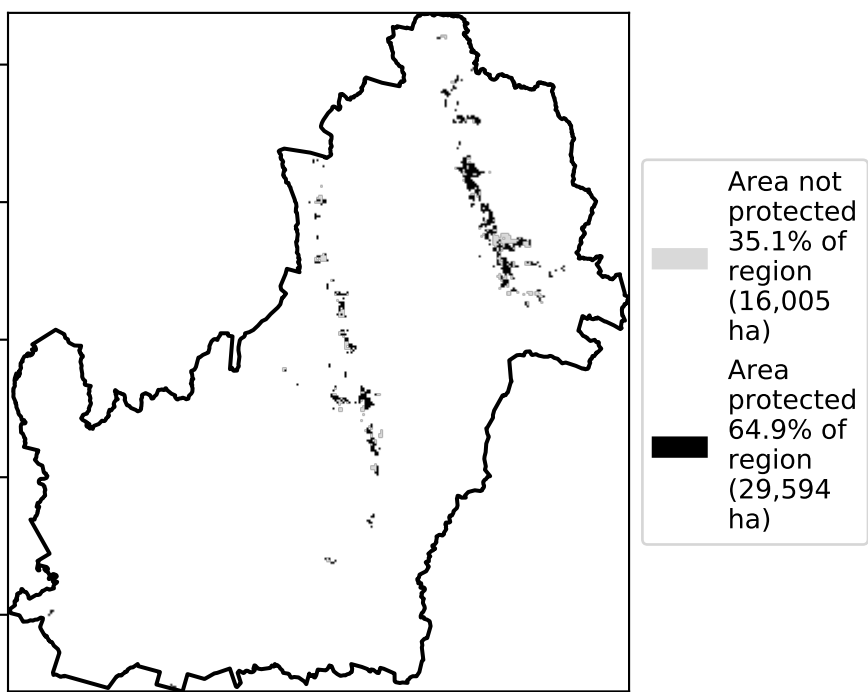 Area not
protected
35.1% of
region
(16,005
ha)
Area
protected
64.9% of
region
(29,594
ha)